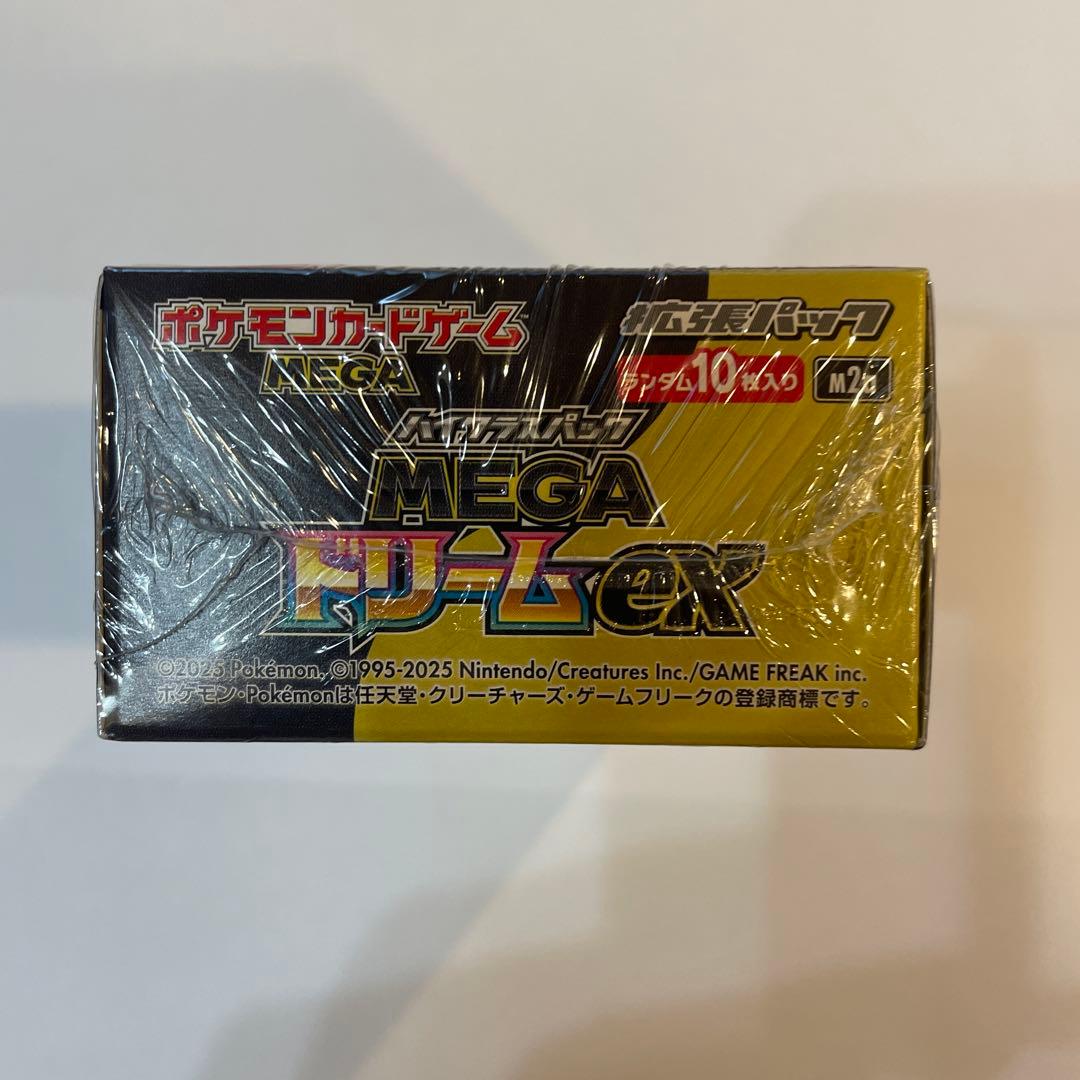 ポケモンカードゲーム™
MEGA
拡張パック
ランダム10枚入り
M2a
ハイクラスパック
MEGA
ドリームex
©2025 Pokémon. ©1995-2025 Nintendo/Creatures Inc./GAME FREAK inc.
ポケモン・Pokémonは任天堂・クリーチャーズ・ゲームフリークの登録商標です。